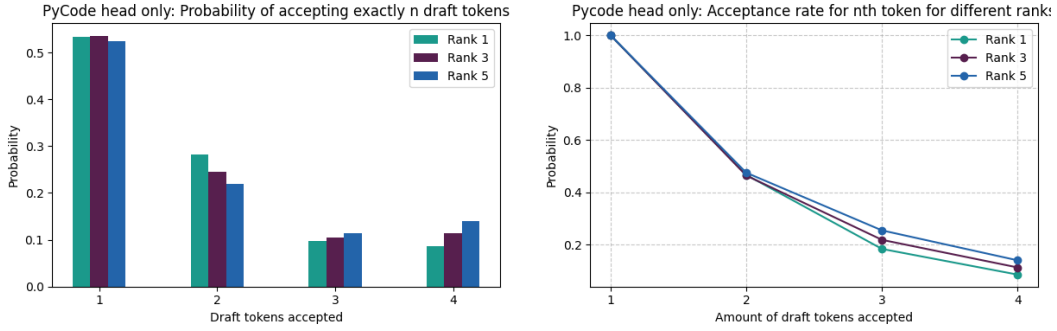 PyCode head only: Probability of accepting exactly n draft tokens
Probability
0.5
0.4
0.3
0.2
0.1
0.0
Rank 1
Rank 3
Rank 5
1 2 3 4
Draft tokens accepted
Pycode head only: Acceptance rate for nth token for different ranks
Probability
1.0
0.8
0.6
0.4
0.2
Rank 1
Rank 3
Rank 5
1 2 3 4
Amount of draft tokens accepted